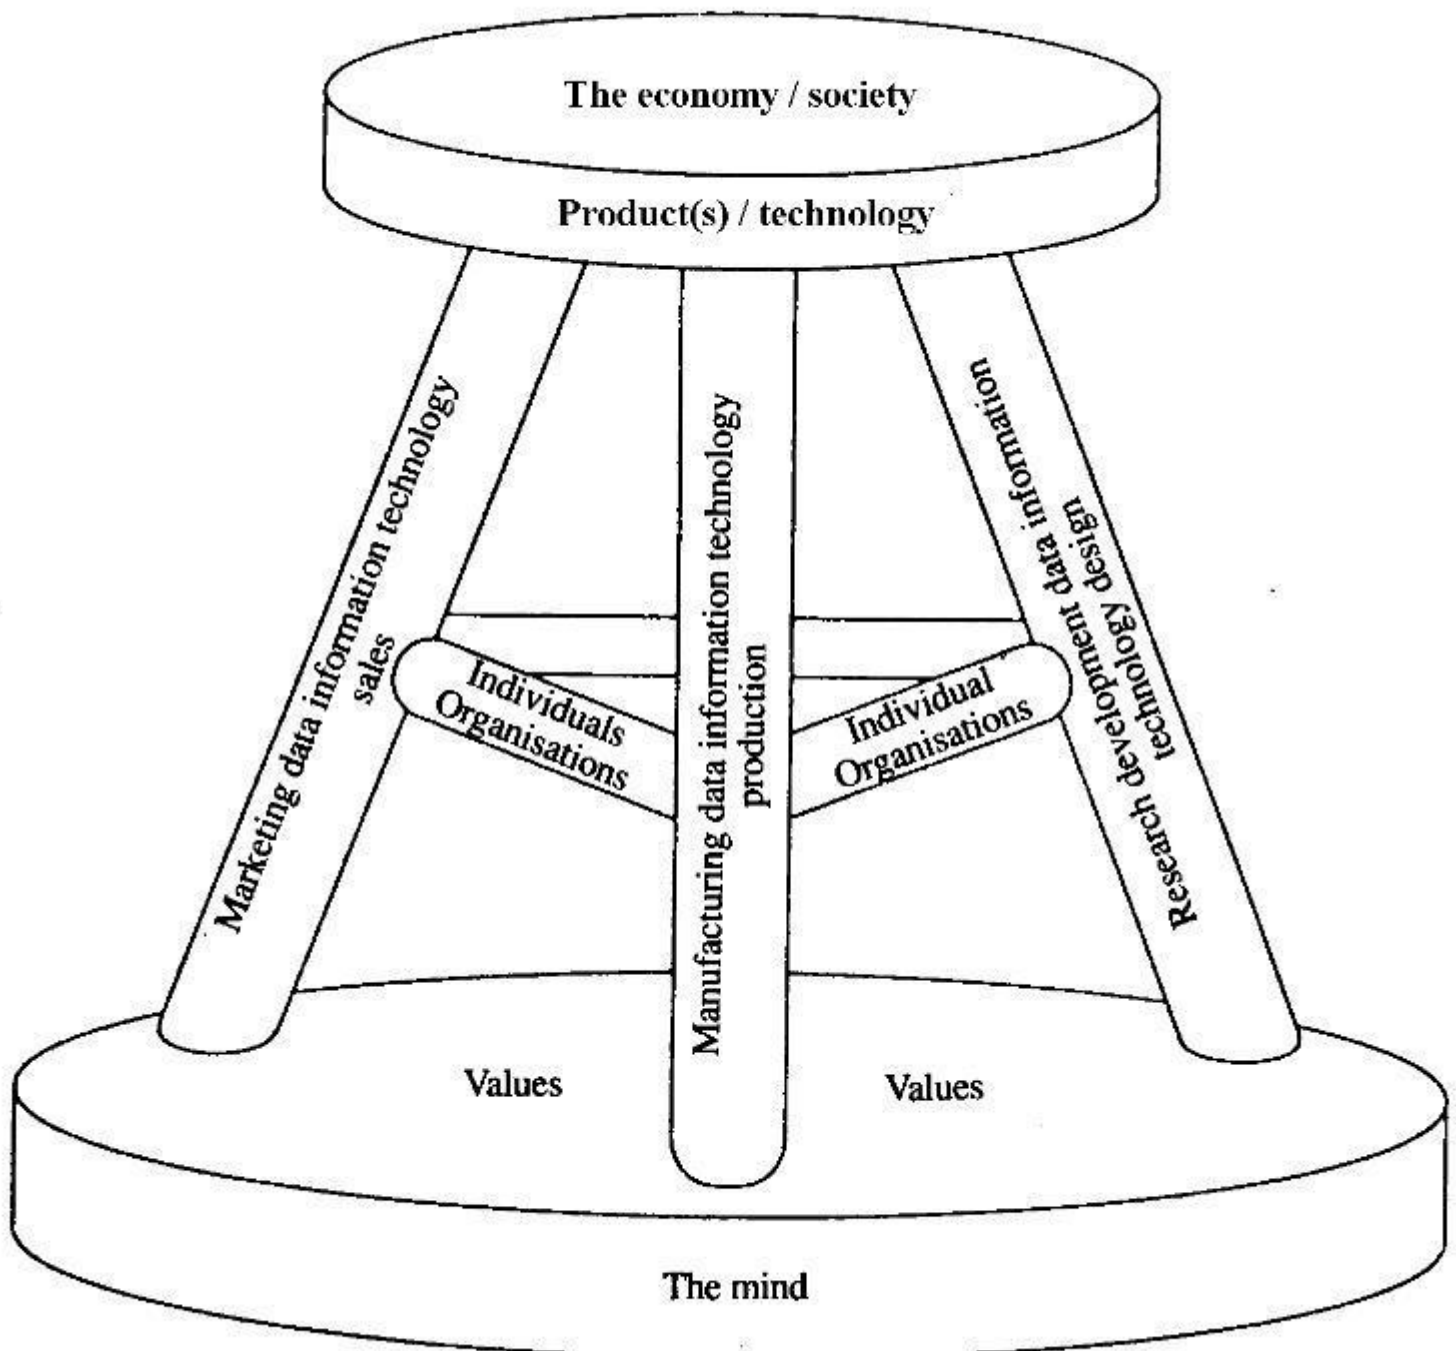 The economy / society
Product(s) / technology
Marketing data information technology
sales
Individuals
Organisations
Manufacturing data information technology
production
Individual
Organisations
Research development data information
technology design
Values
Values
The mind